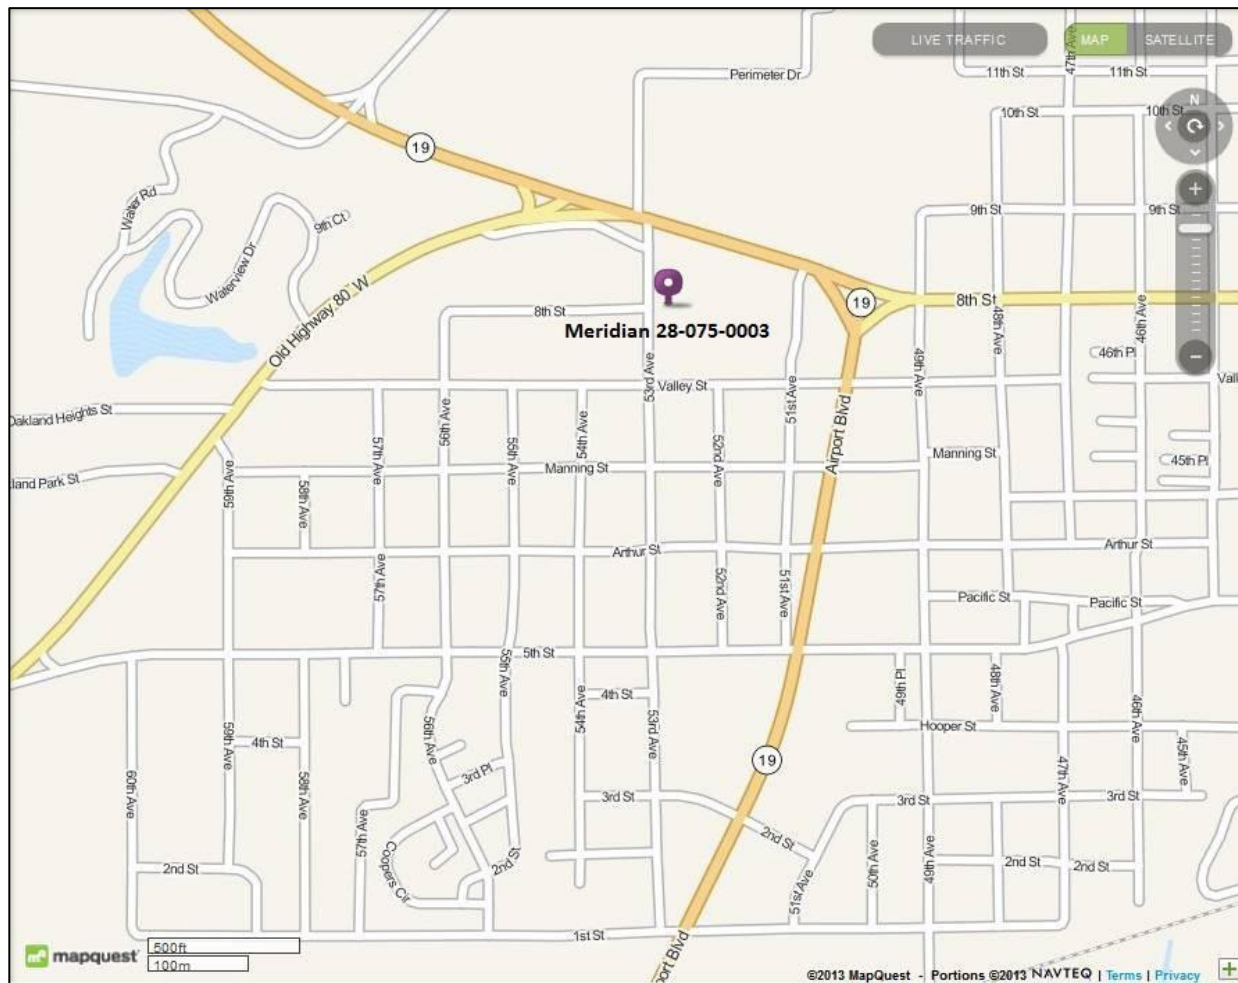 LIVE TRAFFIC
MAP
SATELLITE
47th Ave
Perimeter Dr
11th St
11th St
N
10th St
10th St
19
Walter Rd
9th Ct
Waterview Dr
9th St
9th St
Old Highway 80 W
8th St
Meridian 28-075-0003
19
8th St
48th Ave
46th Ave
49th Ave
46th Pl
53rd Ave
Valley St
51st Ave
Oakland Heights St
57th Ave
56th Ave
55th Ave
54th Ave
52nd Ave
Airport Blvd
Manning St
Manning St
45th Pl
59th Ave
58th Ave
Arthur St
Arthur St
57th Ave
52nd Ave
51st Ave
Pacific St
Pacific St
5th St
55th Ave
49th Pl
48th Ave
4th St
54th Ave
53rd Ave
46th Ave
Hooper St
45th Ave
59th Ave
4th St
56th Ave
19
60th Ave
58th Ave
3rd Pl
47th Ave
3rd St
3rd St
3rd St
57th Ave
2nd St
2nd St
Coopers Cir
2nd St
50th Ave
49th Ave
2nd St
2nd St
51st Ave
1st St
mapquest
500ft
100m
©2013 MapQuest - Portions ©2013 NAVTEQ | Terms | Privacy